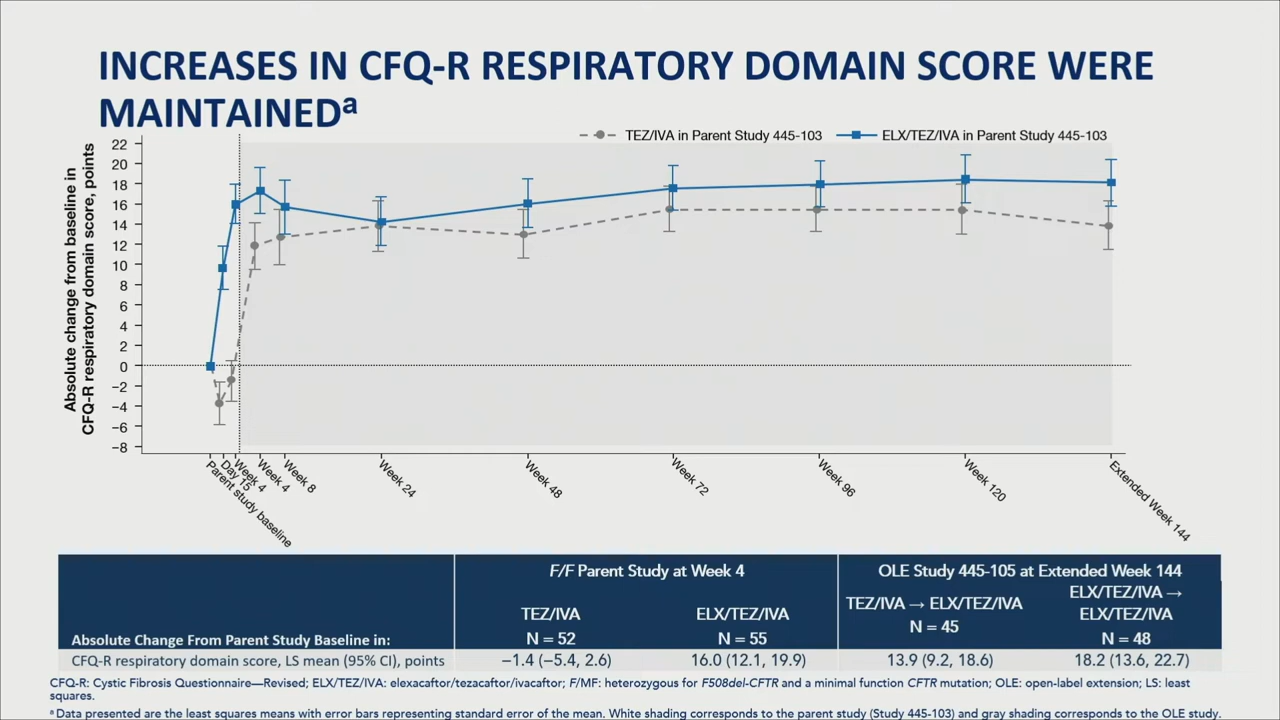 INCREASES IN CFQ-R RESPIRATORY DOMAIN SCORE WERE
MAINTAINEDᵃ
TEZ/IVA in Parent Study 445-103
ELX/TEZ/IVA in Parent Study 445-103
Absolute change from baseline in
CFQ-R respiratory domain score, points
22
20
18
16
14
12
10
8
6
4
2
0
−2
−4
−6
−8
Parent study baseline
Day 15
Week 4
Week 4
Week 8
Week 24
Week 48
Week 72
Week 96
Week 120
Extended Week 144
F/F Parent Study at Week 4
OLE Study 445-105 at Extended Week 144
Absolute Change From Parent Study Baseline in:
TEZ/IVA
N = 52
ELX/TEZ/IVA
N = 55
TEZ/IVA → ELX/TEZ/IVA
N = 45
ELX/TEZ/IVA →
ELX/TEZ/IVA
N = 48
CFQ-R respiratory domain score, LS mean (95% CI), points
−1.4 (−5.4, 2.6)
16.0 (12.1, 19.9)
13.9 (9.2, 18.6)
18.2 (13.6, 22.7)
CFQ-R: Cystic Fibrosis Questionnaire—Revised; ELX/TEZ/IVA: elexacaftor/tezacaftor/ivacaftor; F/MF: heterozygous for F508del-CFTR and a minimal function CFTR mutation; OLE: open-label extension; LS: least
squares.
ᵃ Data presented are the least squares means with error bars representing standard error of the mean. White shading corresponds to the parent study (Study 445-103) and gray shading corresponds to the OLE study.